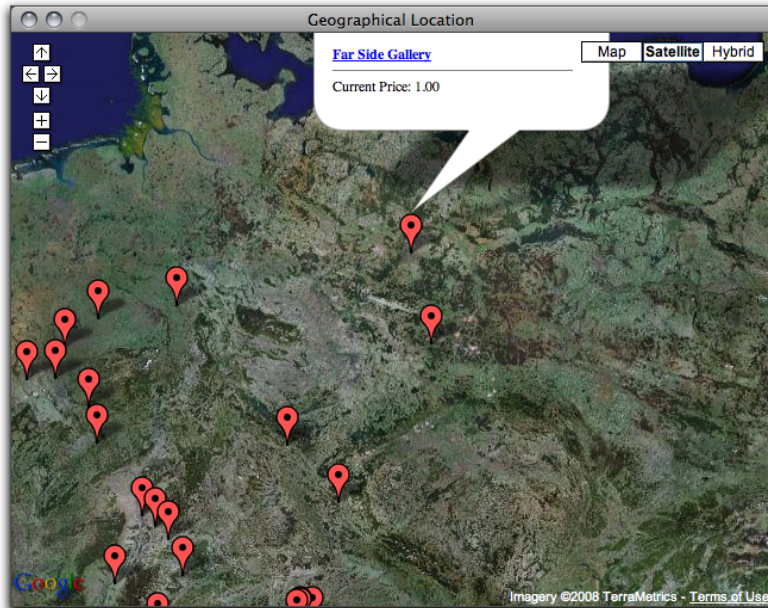 Geographical Location
Far Side Gallery
Map Satellite Hybrid
Current Price: 1.00
Google
Imagery ©2008 TerraMetrics - Terms of Use